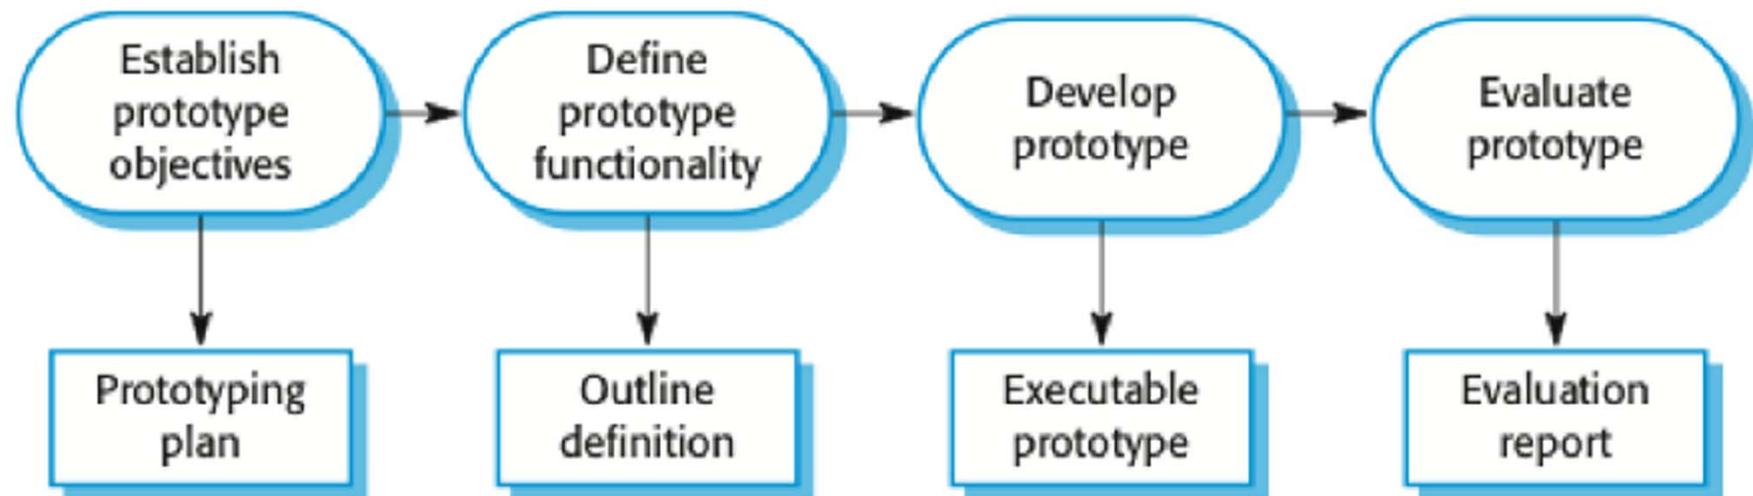 Establish
prototype
objectives
Define
prototype
functionality
Develop
prototype
Evaluate
prototype
Prototyping
plan
Outline
definition
Executable
prototype
Evaluation
report